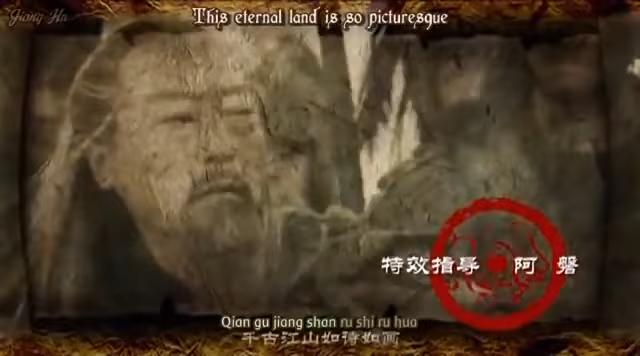 Jiang Hu
This eternal land is so picturesque
特效指导 阿 磐
Qian gu jiang shan ru shi ru hua
千古江山如诗如画